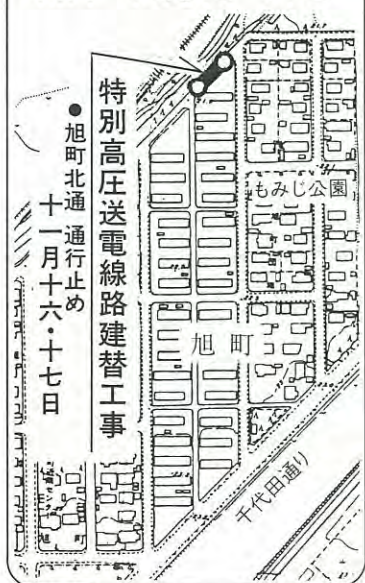 特別高圧送電線路建替工事
●旭町北通 通行止め
十一月十六・十七日
もみじ公園
旭町
千代田通り